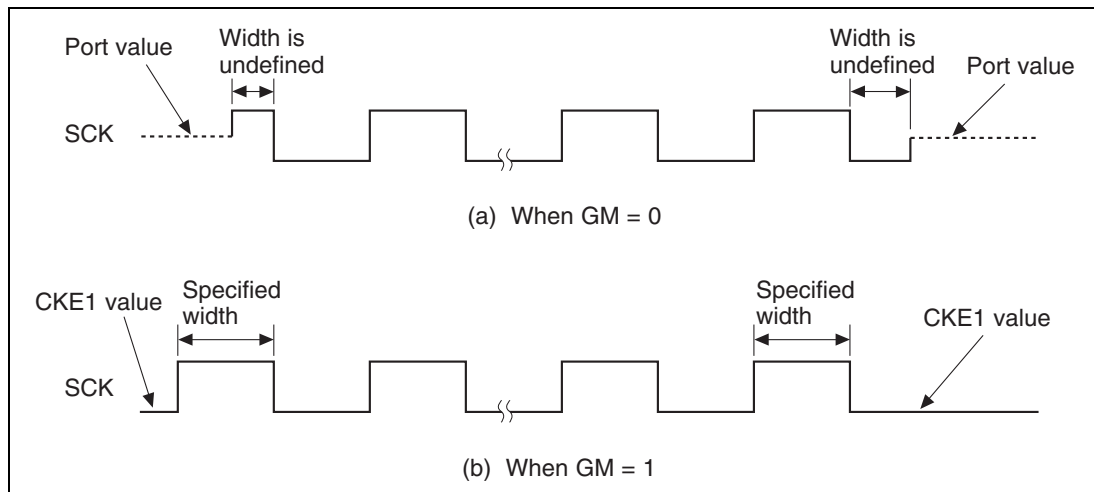 Port value
Width is
undefined
Width is
undefined
Port value
SCK
(a) When GM = 0
CKE1 value
Specified
width
Specified
width
CKE1 value
SCK
(b) When GM = 1